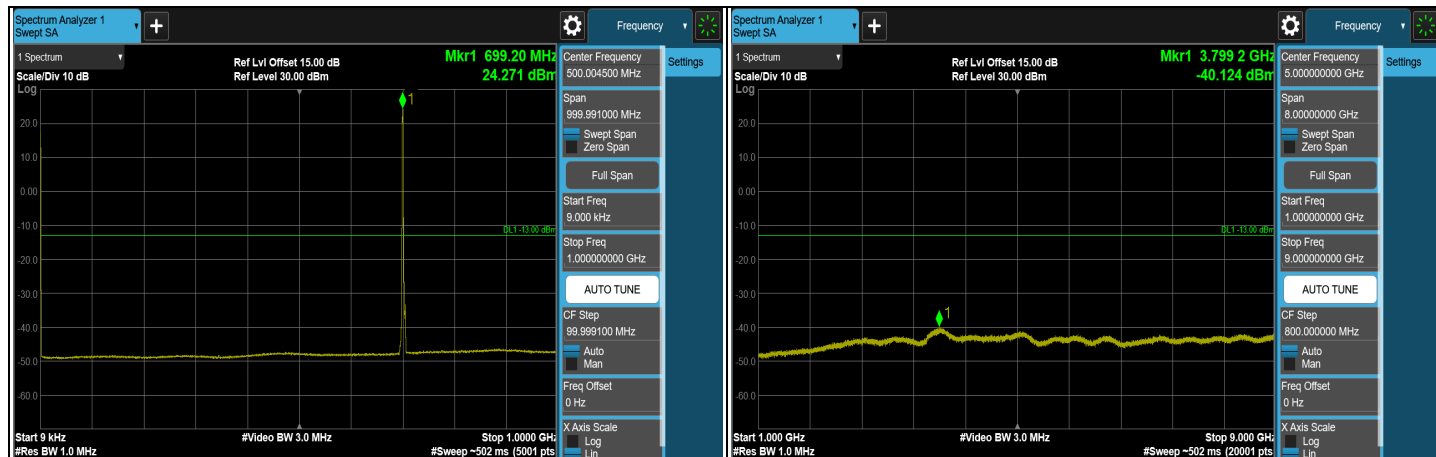 Spectrum Analyzer 1
Swept SA
+
Frequency
1 Spectrum
Scale/Div 10 dB
Log
Ref Lvl Offset 15.00 dB
Ref Level 30.00 dBm
Mkr1 699.20 MHz
24.271 dBm
1
20.0
10.0
0.00
-10.0
-20.0
-30.0
-40.0
-50.0
-60.0
DL1 -13.00 dBm
Start 9 kHz
#Res BW 1.0 MHz
#Video BW 3.0 MHz
Stop 1.0000 GHz
#Sweep ~502 ms (5001 pts
Center Frequency
500.004500 MHz
Settings
Span
999.991000 MHz
Swept Span
Zero Span
Full Span
Start Freq
9.000 kHz
Stop Freq
1.000000000 GHz
AUTO TUNE
CF Step
99.999100 MHz
Auto
Man
Freq Offset
0 Hz
X Axis Scale
Log
Lin
Spectrum Analyzer 1
Swept SA
+
Frequency
1 Spectrum
Scale/Div 10 dB
Log
Ref Lvl Offset 15.00 dB
Ref Level 30.00 dBm
Mkr1 3.799 2 GHz
-40.124 dBm
1
20.0
10.0
0.00
-10.0
-20.0
-30.0
-40.0
-50.0
-60.0
DL1 -13.00 dBm
Start 1.000 GHz
#Res BW 1.0 MHz
#Video BW 3.0 MHz
Stop 9.000 GHz
#Sweep ~502 ms (20001 pts
Center Frequency
5.000000000 GHz
Settings
Span
8.00000000 GHz
Swept Span
Zero Span
Full Span
Start Freq
1.000000000 GHz
Stop Freq
9.000000000 GHz
AUTO TUNE
CF Step
800.000000 MHz
Auto
Man
Freq Offset
0 Hz
X Axis Scale
Log
Lin